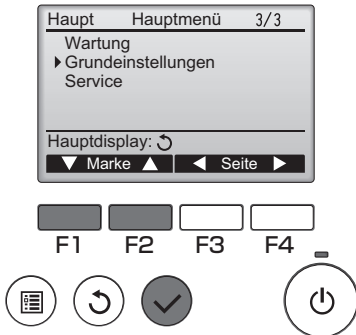 Haupt Hauptmenü 3/3
Wartung
Grundeinstellungen
Service
Hauptdisplay:
Marke Seite
F1 F2 F3 F4